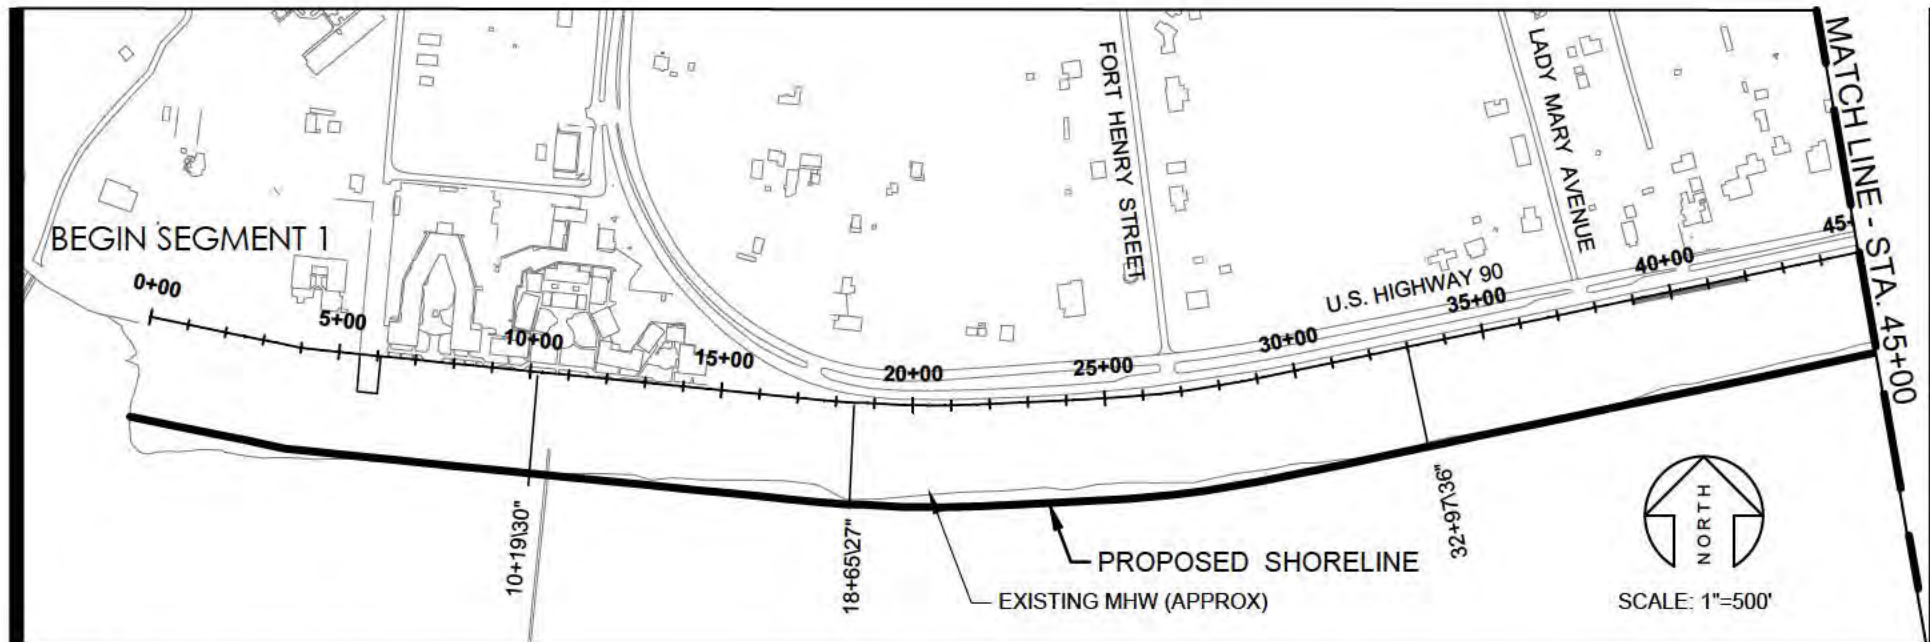 BEGIN SEGMENT 1
0+00
5+00
10+00
15+00
20+00
25+00
30+00
35+00
40+00
45+
FORT HENRY STREET
LADY MARY AVENUE
U.S. HIGHWAY 90
MATCH LINE - STA. 45+00
10+19\30"
18+65\27"
32+97\36"
PROPOSED SHORELINE
EXISTING MHW (APPROX)
NORTH
SCALE: 1"=500'